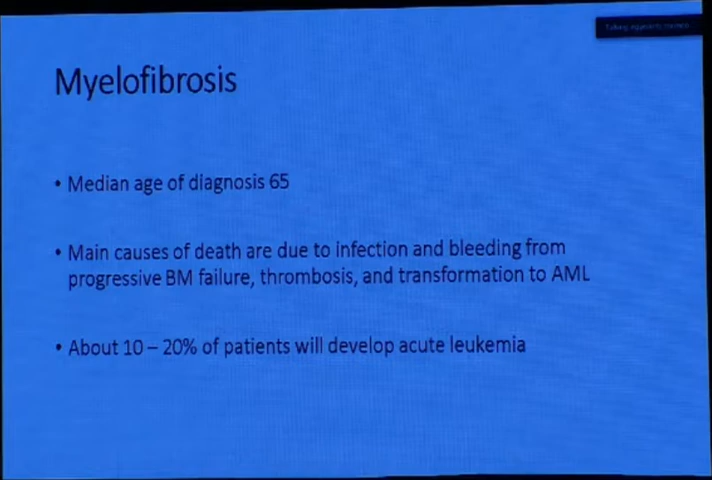 Myelofibrosis
• Median age of diagnosis 65
• Main causes of death are due to infection and bleeding from
progressive BM failure, thrombosis, and transformation to AML
• About 10 – 20% of patients will develop acute leukemia